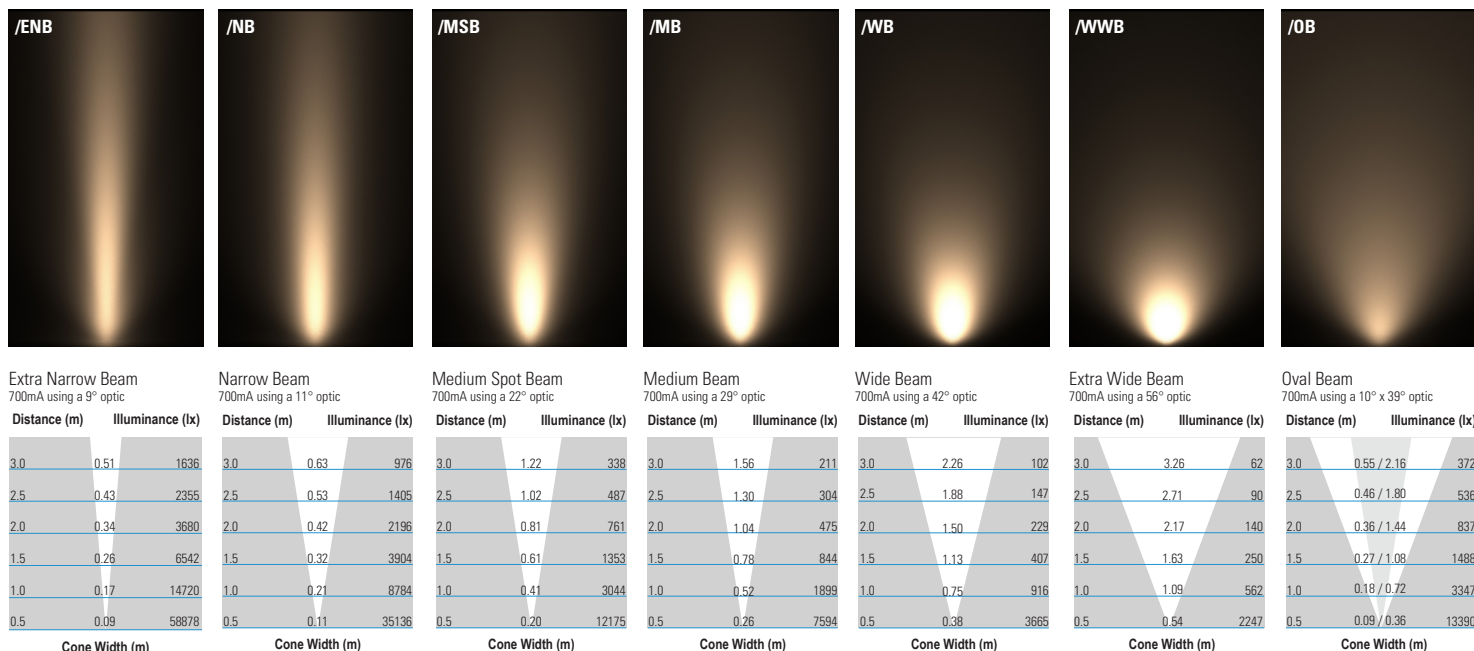 /ENB
/NB
/MSB
/MB
/WB
/WWB
/OB
Extra Narrow Beam
700mA using a 9° optic
Distance (m) Illuminance (lx)
3.0 0.51 1636
2.5 0.43 2355
2.0 0.34 3680
1.5 0.26 6542
1.0 0.17 14720
0.5 0.09 58878
Cone Width (m)
Narrow Beam
700mA using a 11° optic
Distance (m) Illuminance (lx)
3.0 0.63 976
2.5 0.53 1405
2.0 0.42 2196
1.5 0.32 3904
1.0 0.21 8784
0.5 0.11 35136
Cone Width (m)
Medium Spot Beam
700mA using a 22° optic
Distance (m) Illuminance (lx)
3.0 1.22 338
2.5 1.02 487
2.0 0.81 761
1.5 0.61 1353
1.0 0.41 3044
0.5 0.20 12175
Cone Width (m)
Medium Beam
700mA using a 29° optic
Distance (m) Illuminance (lx)
3.0 1.56 211
2.5 1.30 304
2.0 1.04 475
1.5 0.78 844
1.0 0.52 1899
0.5 0.26 7594
Cone Width (m)
Wide Beam
700mA using a 42° optic
Distance (m) Illuminance (lx)
3.0 2.26 102
2.5 1.88 147
2.0 1.50 229
1.5 1.13 407
1.0 0.75 916
0.5 0.38 3665
Cone Width (m)
Extra Wide Beam
700mA using a 56° optic
Distance (m) Illuminance (lx)
3.0 3.26 62
2.5 2.71 90
2.0 2.17 140
1.5 1.63 250
1.0 1.09 562
0.5 0.54 2247
Cone Width (m)
Oval Beam
700mA using a 10° x 39° optic
Distance (m) Illuminance (lx)
3.0 0.55 / 2.16 372
2.5 0.46 / 1.80 536
2.0 0.36 / 1.44 837
1.5 0.27 / 1.08 1488
1.0 0.18 / 0.72 3347
0.5 0.09 / 0.36 13390
Cone Width (m)